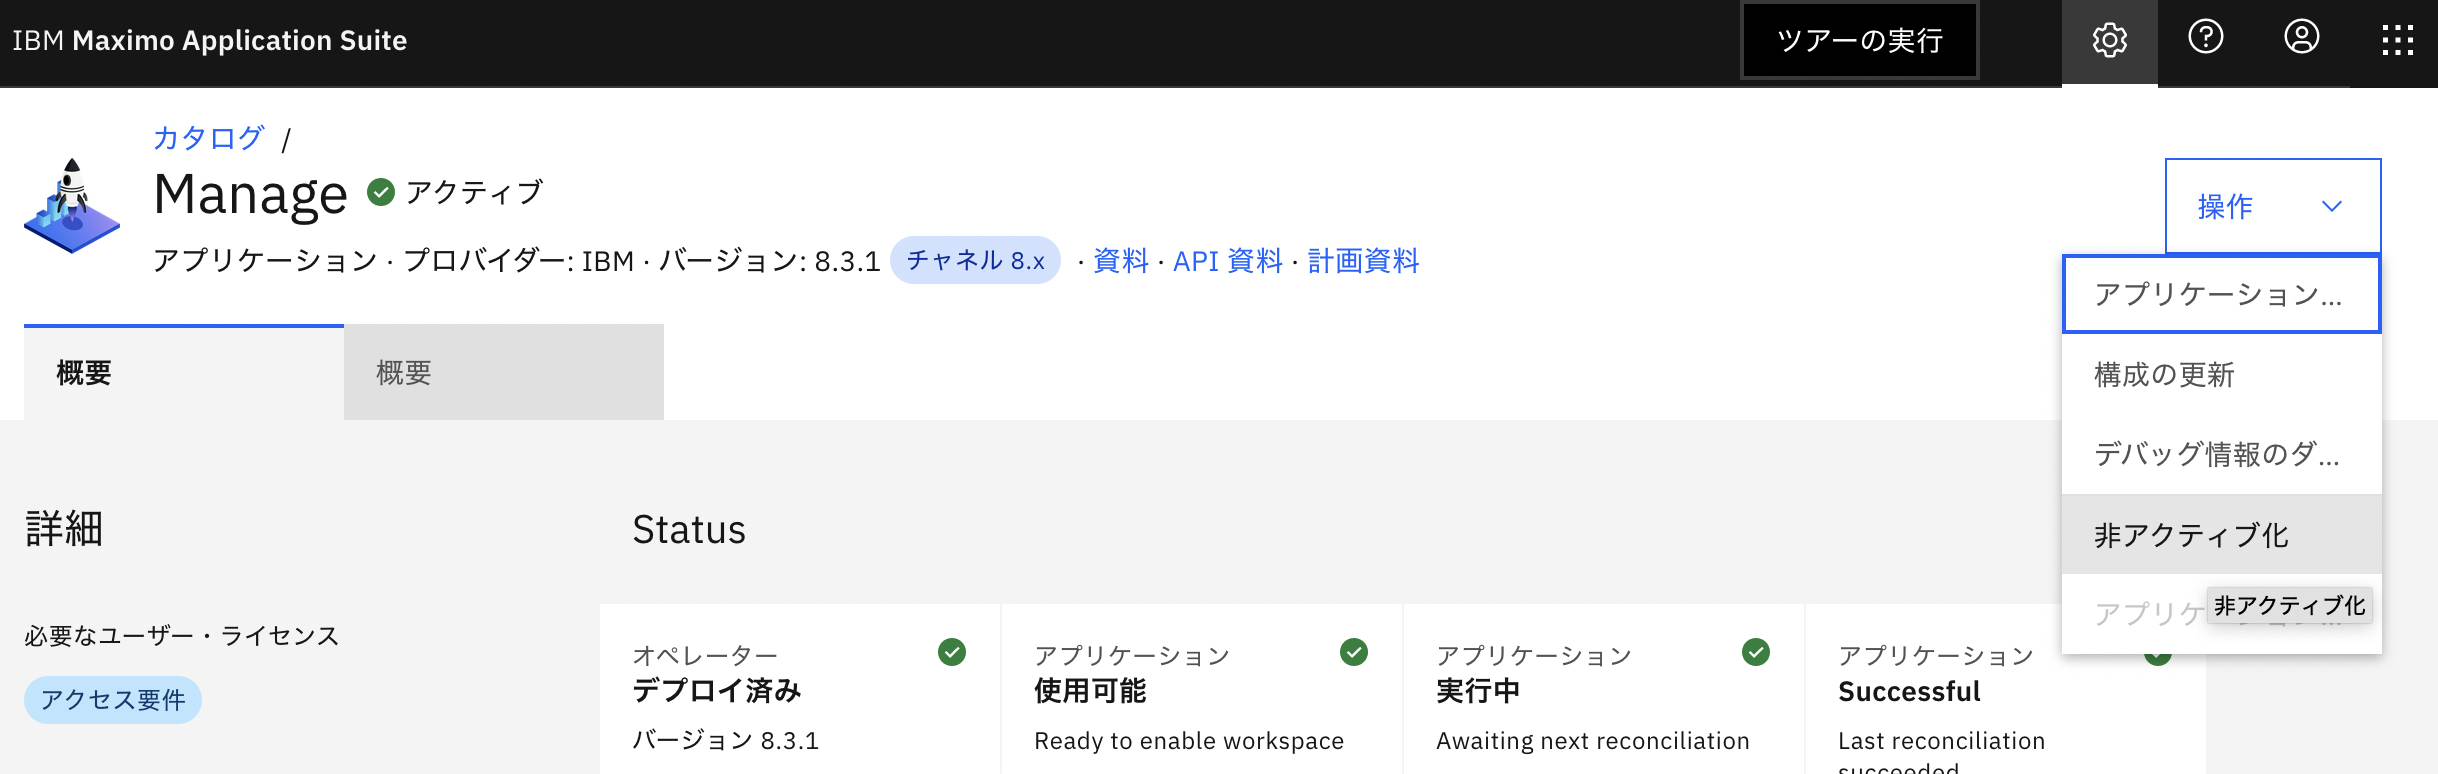 IBM Maximo Application Suite
ツアーの実行
カタログ /
Manage アクティブ
アプリケーション · プロバイダー: IBM · バージョン: 8.3.1 チャネル 8.x · 資料 · API 資料 · 計画資料
操作
アプリケーション...
構成の更新
デバッグ情報のダ...
非アクティブ化
アプリケ
非アクティブ化
概要
概要
詳細
必要なユーザー・ライセンス
アクセス要件
Status
オペレーター
デプロイ済み
バージョン 8.3.1
アプリケーション
使用可能
Ready to enable workspace
アプリケーション
実行中
Awaiting next reconciliation
アプリケーション
Successful
Last reconciliation
succeeded